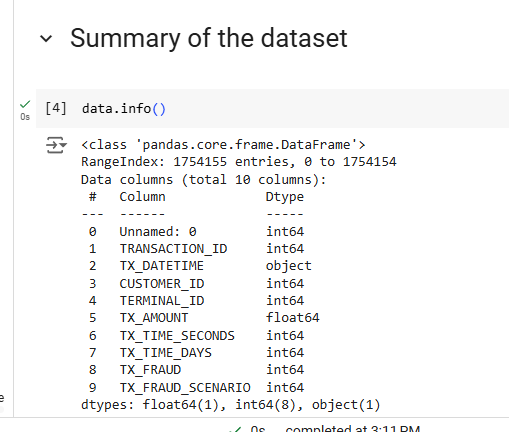 Summary of the dataset
[4] data.info()
0s
<class 'pandas.core.frame.DataFrame'>
RangeIndex: 1754155 entries, 0 to 1754154
Data columns (total 10 columns):
 #   Column             Dtype
---  ------             -----
 0   Unnamed: 0         int64
 1   TRANSACTION_ID     int64
 2   TX_DATETIME        object
 3   CUSTOMER_ID        int64
 4   TERMINAL_ID        int64
 5   TX_AMOUNT          float64
 6   TX_TIME_SECONDS    int64
 7   TX_TIME_DAYS       int64
 8   TX_FRAUD           int64
 9   TX_FRAUD_SCENARIO  int64
dtypes: float64(1), int64(8), object(1)
e
0s completed at 3:11 PM